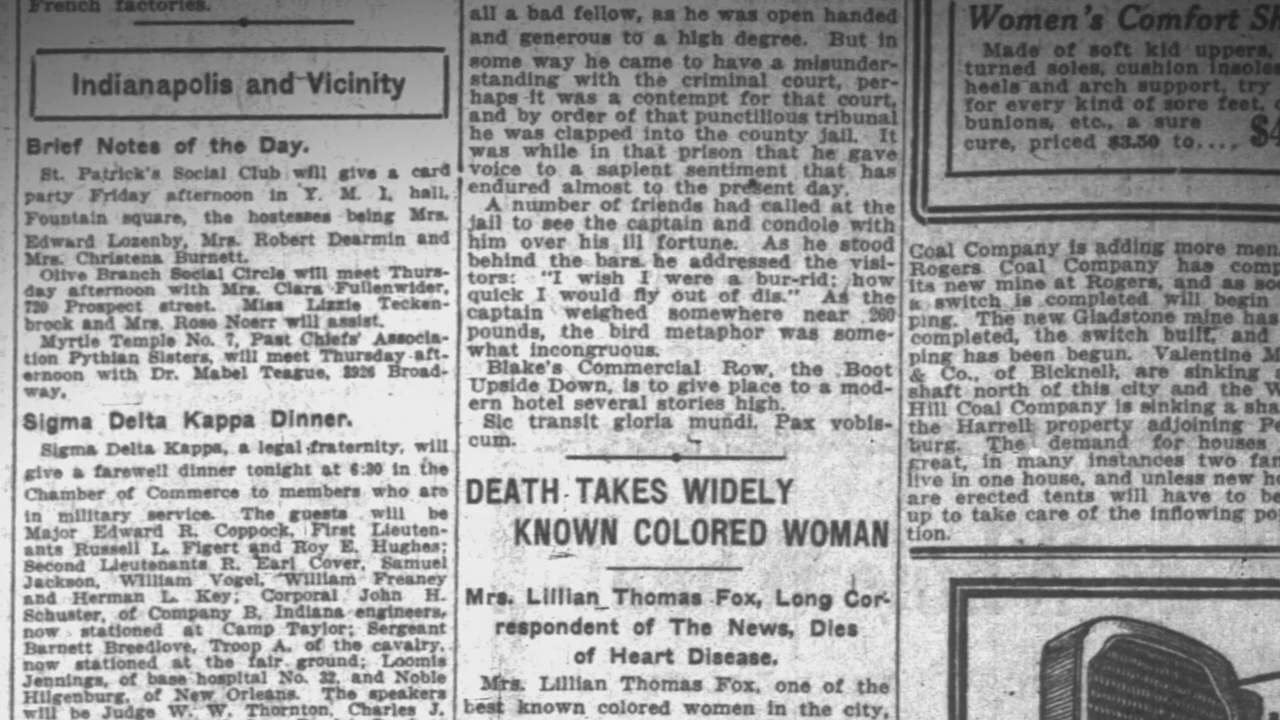 French factories.
Indianapolis and Vicinity
Brief Notes of the Day.
St. Patrick's Social Club will give a card
party Friday afternoon in Y. M. I. hall,
Fountain square, the hostesses being Mrs.
Edward Lozenby, Mrs. Robert Dearmin and
Mrs. Christena Burnett.
Olive Branch Social Circle will meet Thurs-
day afternoon with Mrs. Clara Fullenwider,
720 Prospect street. Miss Lizzie Tecken-
brock and Mrs. Rose Noerr will assist.
Myrtle Temple No. 7, Past Chiefs' Associa-
tion Pythian Sisters, will meet Thursday aft-
ernoon with Dr. Mabel Teague, 3926 Broad-
way.
Sigma Delta Kappa Dinner.
Sigma Delta Kappa, a legal fraternity, will
give a farewell dinner tonight at 6:30 in the
Chamber of Commerce to members who are
in military service. The guests will be
Major Edward R. Coppock, First Lieuten-
ants Russell L. Figert and Roy E. Hughes;
Second Lieutenants R. Earl Cover, Samuel
Jackson, William Vogel, William Freaney
and Herman L. Key; Corporal John H.
Schuster, of Company B, Indiana engineers,
now stationed at Camp Taylor; Sergeant
Barnett Breedlove, Troop A, of the cavalry,
now stationed at the fair ground; Loomis
Jennings, of base hospital No. 32, and Noble
Hilgenburg, of New Orleans. The speakers
will be Judge W. W. Thornton, Charles J.
all a bad fellow, as he was open handed
and generous to a high degree. But in
some way he came to have a misunder-
standing with the criminal court, per-
haps it was a contempt for that court,
and by order of that punctilious tribunal
he was clapped into the county jail. It
was while in that prison that he gave
voice to a sapient sentiment that has
endured almost to the present day.
A number of friends had called at the
jail to see the captain and condole with
him over his ill fortune. As he stood
behind the bars he addressed the visi-
tors: "I wish I were a bur-rid; how
quick I would fly out of dis." As the
captain weighed somewhere near 260
pounds, the bird metaphor was some-
what incongruous.
Blake's Commercial Row, the Boot
Upside Down, is to give place to a mod-
ern hotel several stories high.
Sic transit gloria mundi. Pax vobis-
cum.
DEATH TAKES WIDELY
KNOWN COLORED WOMAN
Mrs. Lillian Thomas Fox, Long Cor-
respondent of The News, Dies
of Heart Disease.
Mrs. Lillian Thomas Fox, one of the
best known colored women in the city,
Women's Comfort Sh
Made of soft kid uppers,
turned soles, cushion insoles
heels and arch support, try
for every kind of sore feet,
bunions, etc., a sure
cure, priced $3.50 to.... $4
Coal Company is adding more men
Rogers Coal Company has comp
its new mine at Rogers, and as soo
a switch is completed will begin
ping. The new Gladstone mine has
completed, the switch built, and
ping has been begun. Valentine M
& Co., of Bicknell, are sinking a
shaft north of this city and the W
Hill Coal Company is sinking a sha
the Harrell property adjoining Pe
burg. The demand for houses
great, in many instances two fam
live in one house, and unless new ho
are erected tents will have to be
up to take care of the inflowing po
tion.